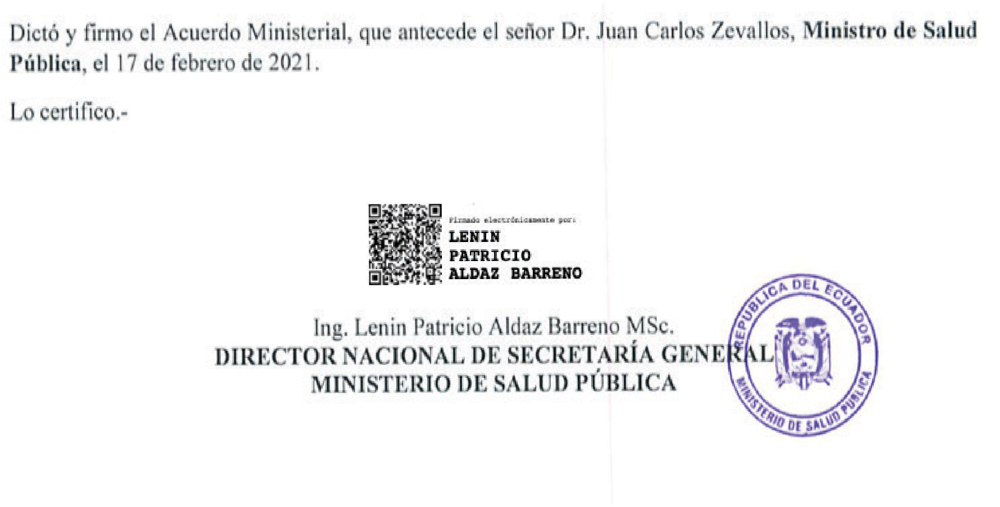 Dictó y firmo el Acuerdo Ministerial, que antecede el señor Dr. Juan Carlos Zevallos, Ministro de Salud
Pública, el 17 de febrero de 2021.
Lo certifico.-
Firmado electrónicamente por:
LENIN
PATRICIO
ALDAZ BARRENO
Ing. Lenin Patricio Aldaz Barreno MSc.
DIRECTOR NACIONAL DE SECRETARÍA GENERAL
MINISTERIO DE SALUD PÚBLICA
REPUBLICA DEL ECUADOR
MINISTERIO DE SALUD PUBLICA